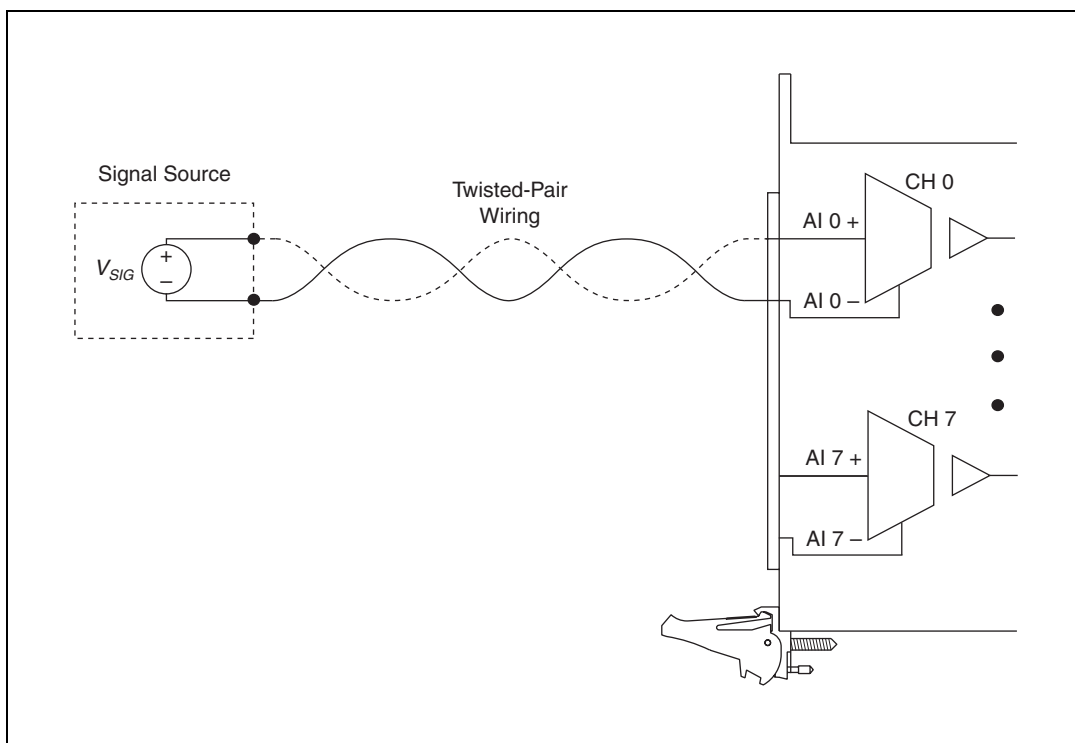 Signal Source
V_SIG
+
–
Twisted-Pair
Wiring
CH 0
AI 0 +
AI 0 –
CH 7
AI 7 +
AI 7 –